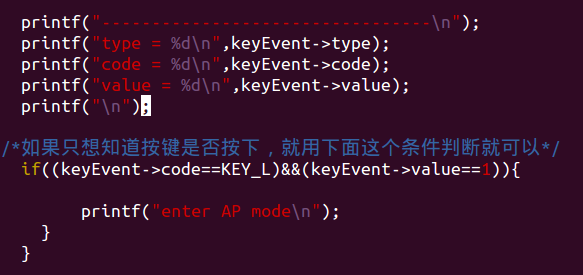 printf("---------------------------------\n");
printf("type = %d\n",keyEvent->type);
printf("code = %d\n",keyEvent->code);
printf("value = %d\n",keyEvent->value);
printf("\n");
/*如果只想知道按键是否按下，就用下面这个条件判断就可以*/
if((keyEvent->code==KEY_L)&&(keyEvent->value==1)){
printf("enter AP mode\n");
}
}